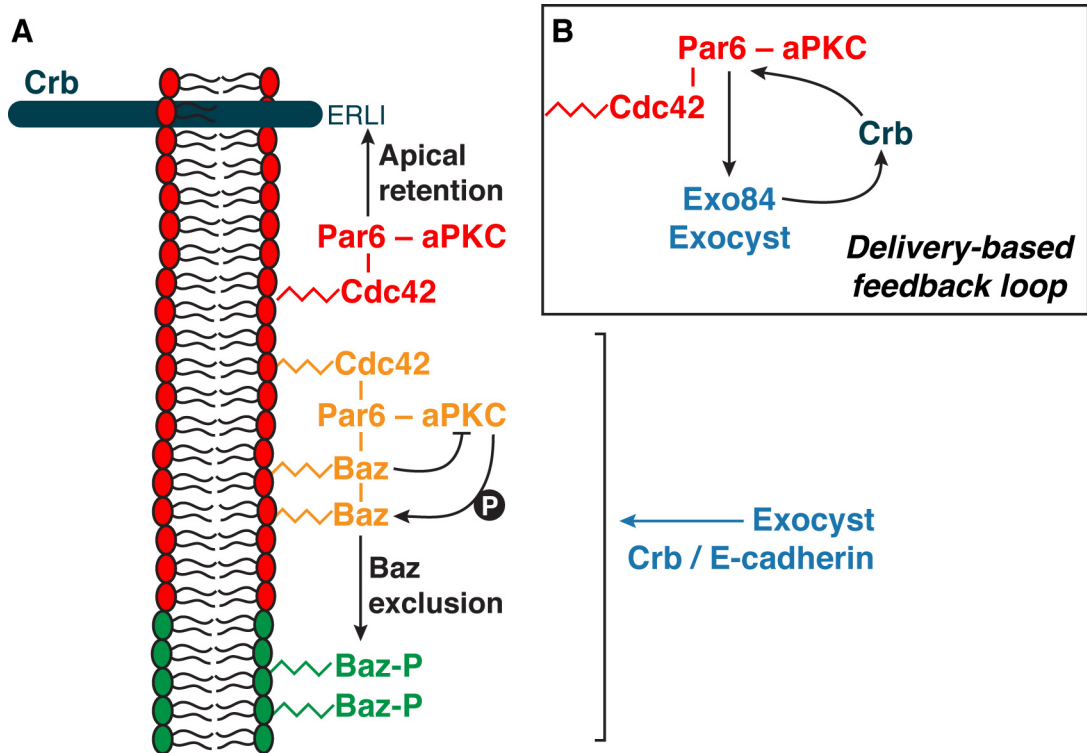 A
Crb
ERLI
Apical
retention
Par6 – aPKC
Cdc42
Cdc42
Par6 – aPKC
Baz
Baz
P
Baz
exclusion
Baz-P
Baz-P
B
Par6 – aPKC
Cdc42
Crb
Exo84
Exocyst
Delivery-based
feedback loop
Exocyst
Crb / E-cadherin